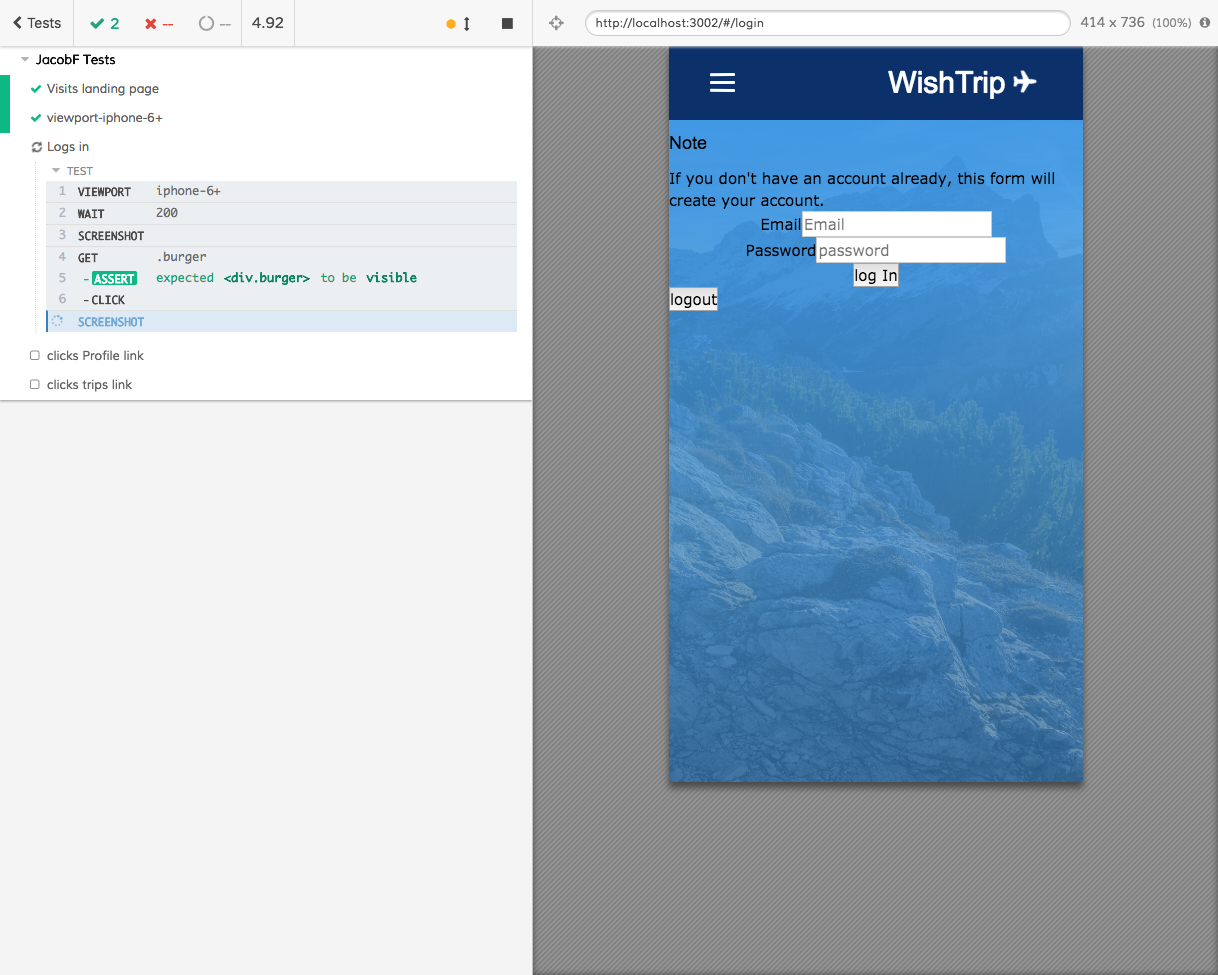 Tests
2
--
--
4.92
http://localhost:3002/#/login
414 x 736 (100%)
JacobF Tests
Visits landing page
viewport-iphone-6+
Logs in
TEST
1 VIEWPORT iphone-6+
2 WAIT 200
3 SCREENSHOT
4 GET .burger
5 -ASSERT expected <div.burger> to be visible
6 -CLICK
SCREENSHOT
clicks Profile link
clicks trips link
WishTrip
Note
If you don't have an account already, this form will
create your account.
Email Email
Password password
log In
logout